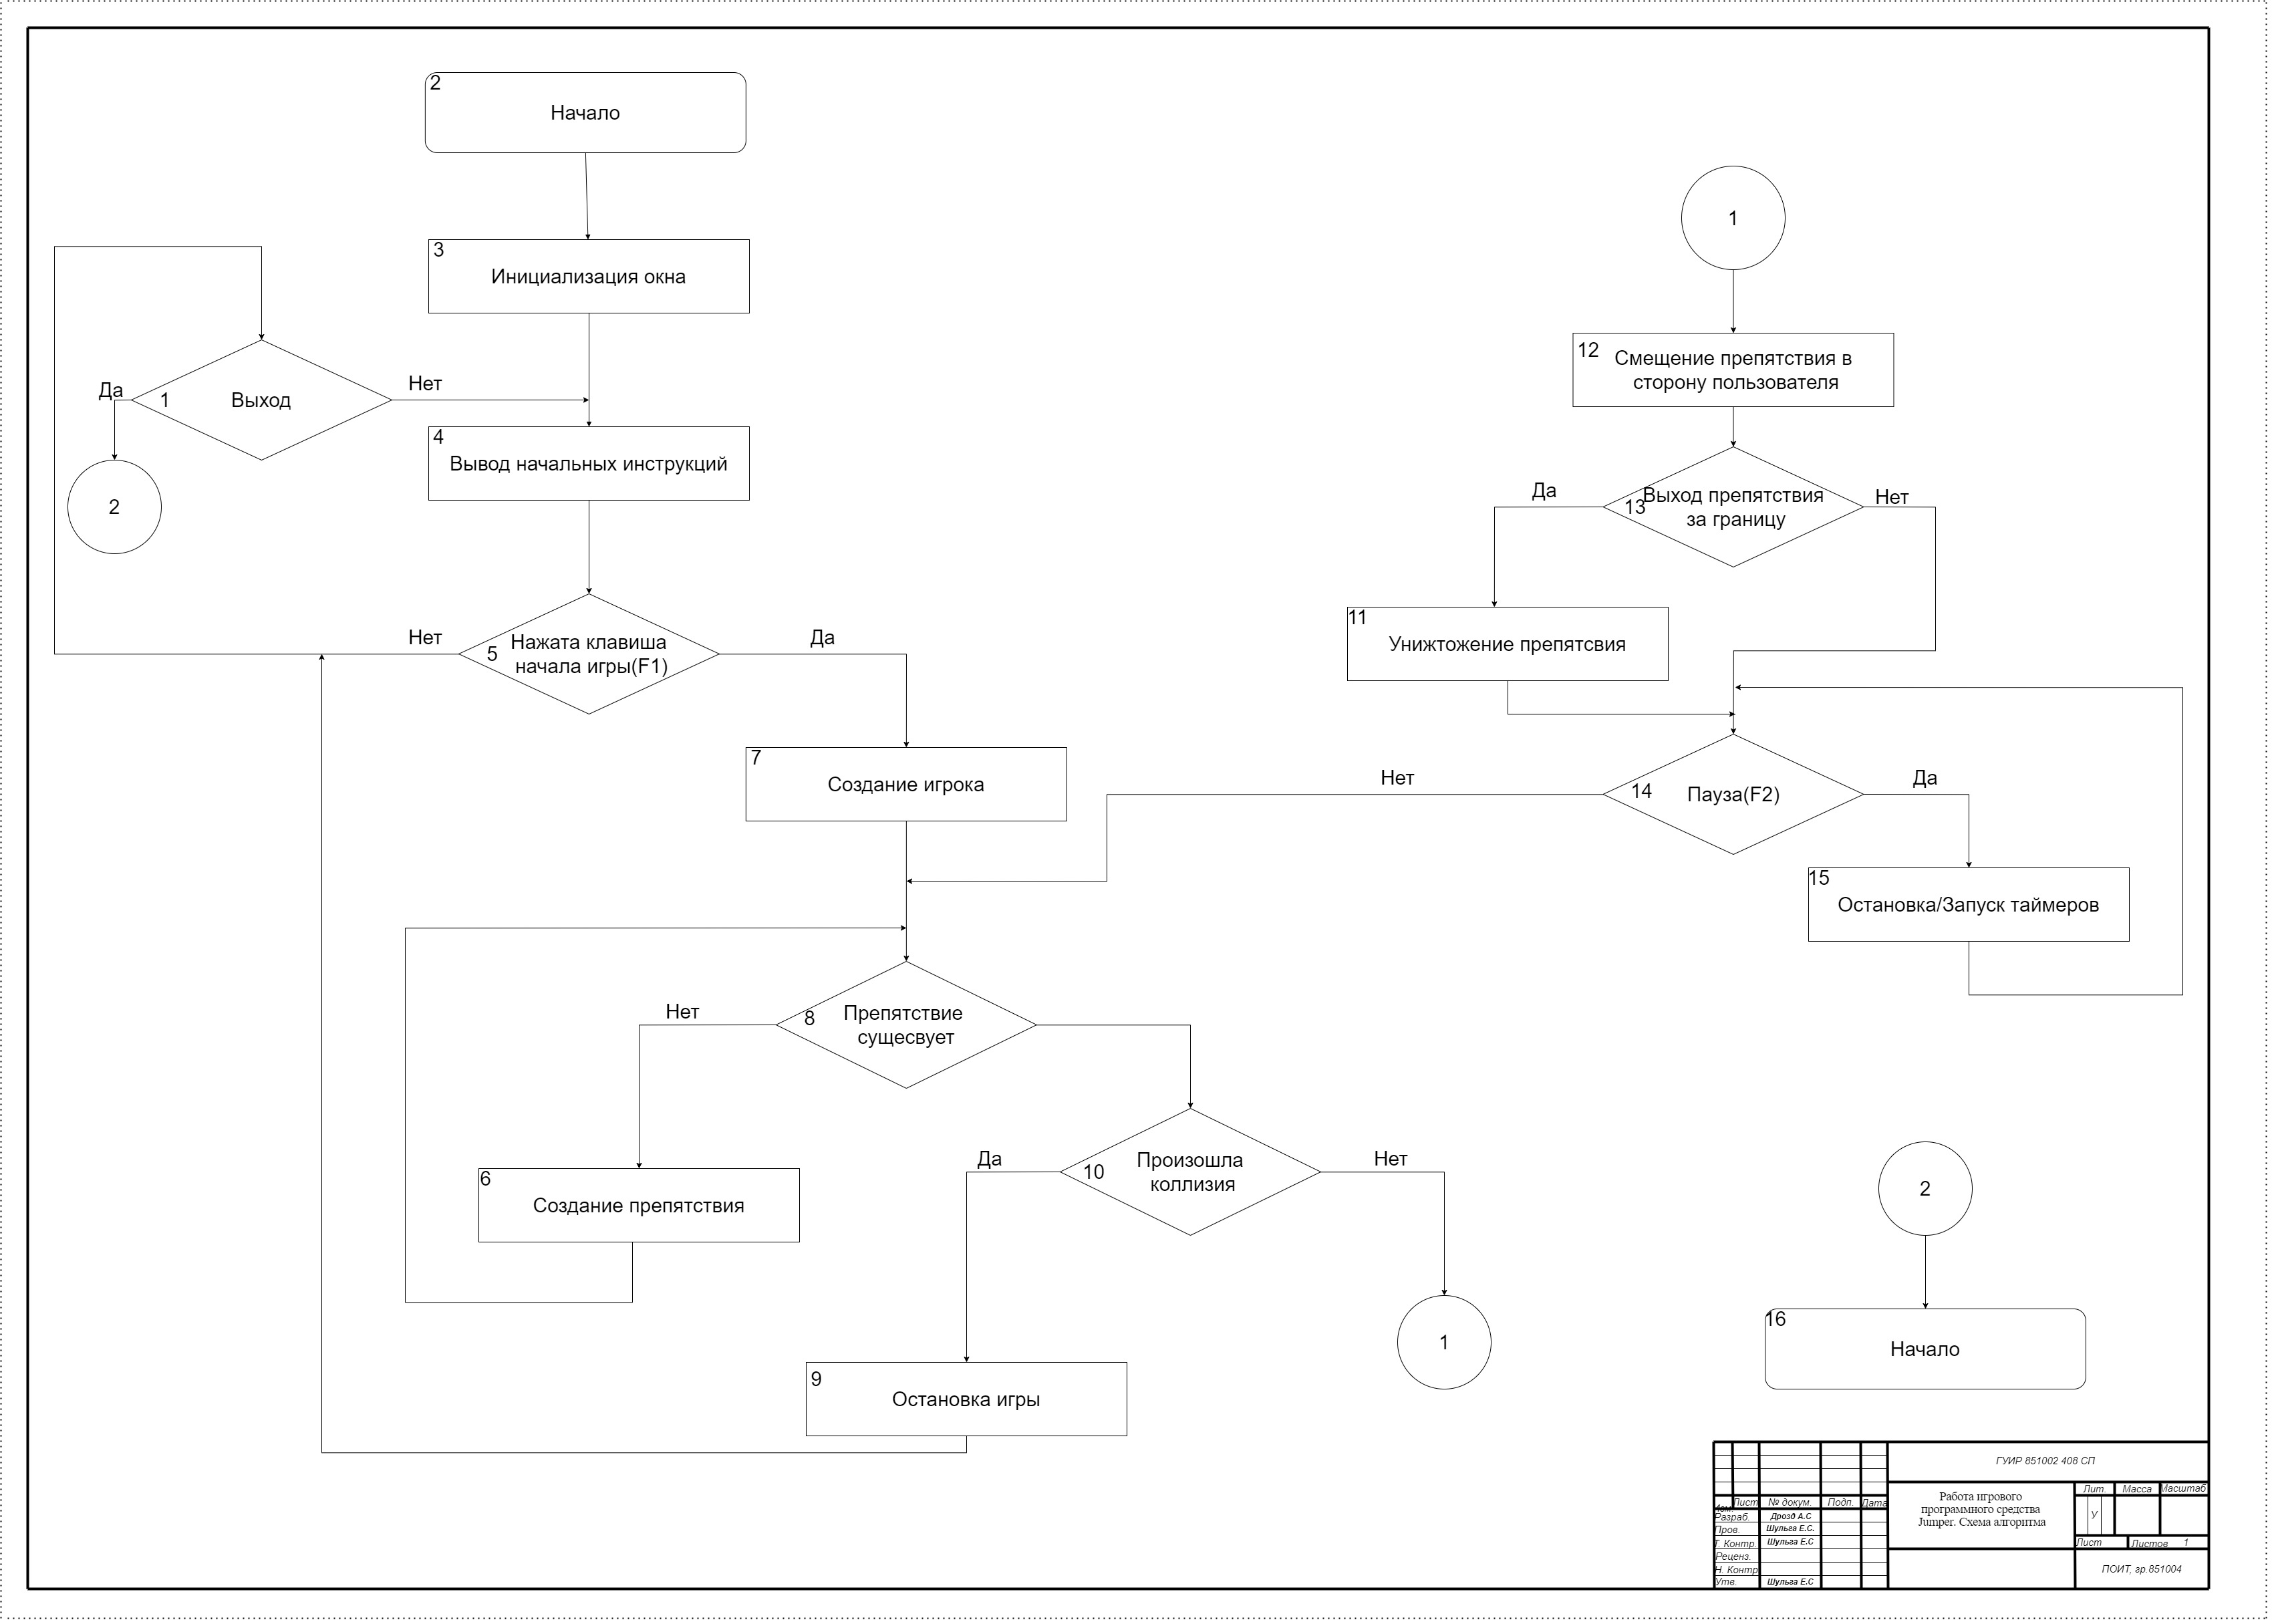 2
Начало
3
Инициализация окна
Да
1
Выход
Нет
2
4
Вывод начальных инструкций
Нет
5
Нажата клавиша
начала игры(F1)
Да
7
Создание игрока
Нет
8
Препятствие
сущесвует
6
Создание препятствия
Да
10
Произошла
коллизия
Нет
1
9
Остановка игры
1
12
Смещение препятствия в
сторону пользователя
Да
13
Выход препятствия
за границу
Нет
11
Унижтожение препятсвия
Нет
14
Пауза(F2)
Да
15
Остановка/Запуск таймеров
2
16
Начало
ГУИР 851002 408 СП
Изм. Лист № докум. Подп. Дата
Разраб. Дрозд А.С
Пров. Шульга Е.С.
Т. Контр. Шульга Е.С
Реценз.
Н. Контр
Утв. Шульга Е.С
Работа игрового
программного средства
Jumper. Схема алгоритма
Лит. Масса Масштаб
У
Лист Листов 1
ПОИТ, гр.851004